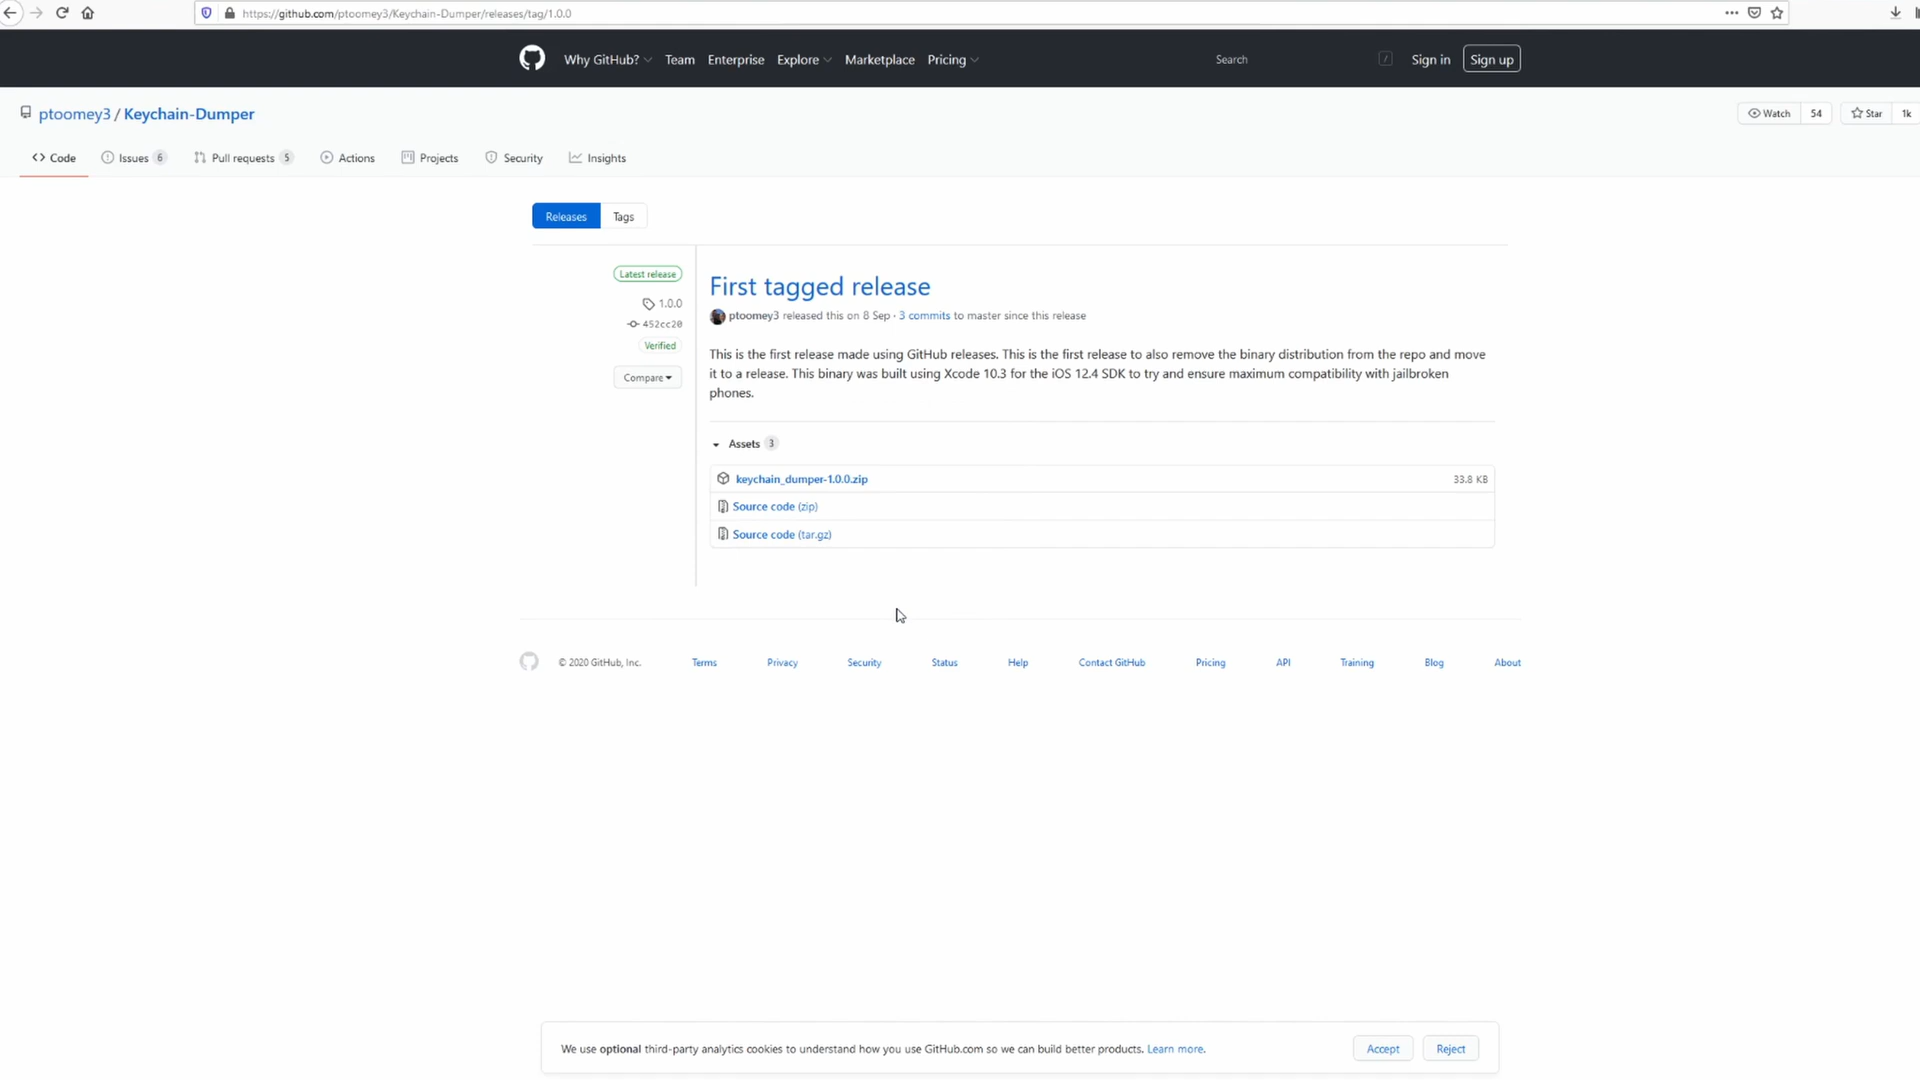 https://github.com/ptoomey3/Keychain-Dumper/releases/tag/1.0.0
Why GitHub? Team Enterprise Explore Marketplace Pricing Search / Sign in Sign up
ptoomey3 / Keychain-Dumper Watch 54 Star 1k
Code Issues 6 Pull requests 5 Actions Projects Security Insights
Releases Tags
Latest release
1.0.0
452cc20
Verified
Compare
First tagged release
ptoomey3 released this on 8 Sep · 3 commits to master since this release
This is the first release made using GitHub releases. This is the first release to also remove the binary distribution from the repo and move
it to a release. This binary was built using Xcode 10.3 for the iOS 12.4 SDK to try and ensure maximum compatibility with jailbroken
phones.
Assets 3
keychain_dumper-1.0.0.zip 33.8 KB
Source code (zip)
Source code (tar.gz)
© 2020 GitHub, Inc. Terms Privacy Security Status Help Contact GitHub Pricing API Training Blog About
We use optional third-party analytics cookies to understand how you use GitHub.com so we can build better products. Learn more. Accept Reject